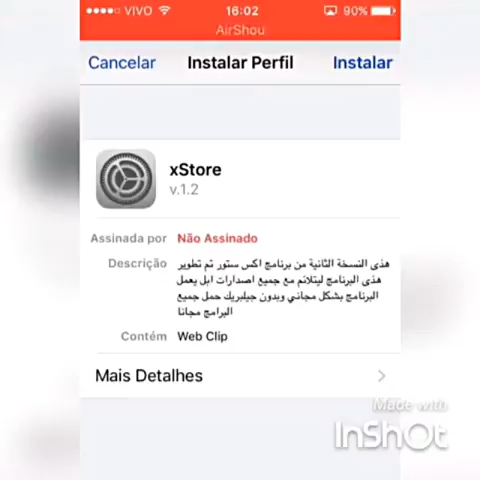 VIVO 16:02 90%
AirShou
Cancelar Instalar Perfil Instalar
xStore
v.1.2
Assinada por Não Assinado
Descrição هذي النسخة الثانية من برنامج اكس ستور تم تطوير
هذى البرنامج ليتلائم مع جميع اصدارات ابل يعمل
البرنامج بشكل مجاني وبدون جيلبريك حمل جميع
البرامج مجانا
Contém Web Clip
Mais Detalhes
Made with
InShOt